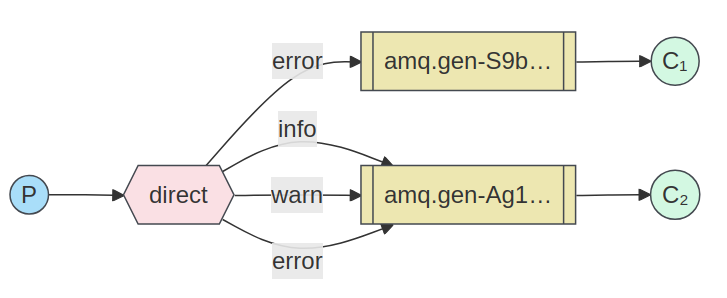 error
amq.gen-S9b…
C1
info
P
direct
warn
amq.gen-Ag1…
C2
error